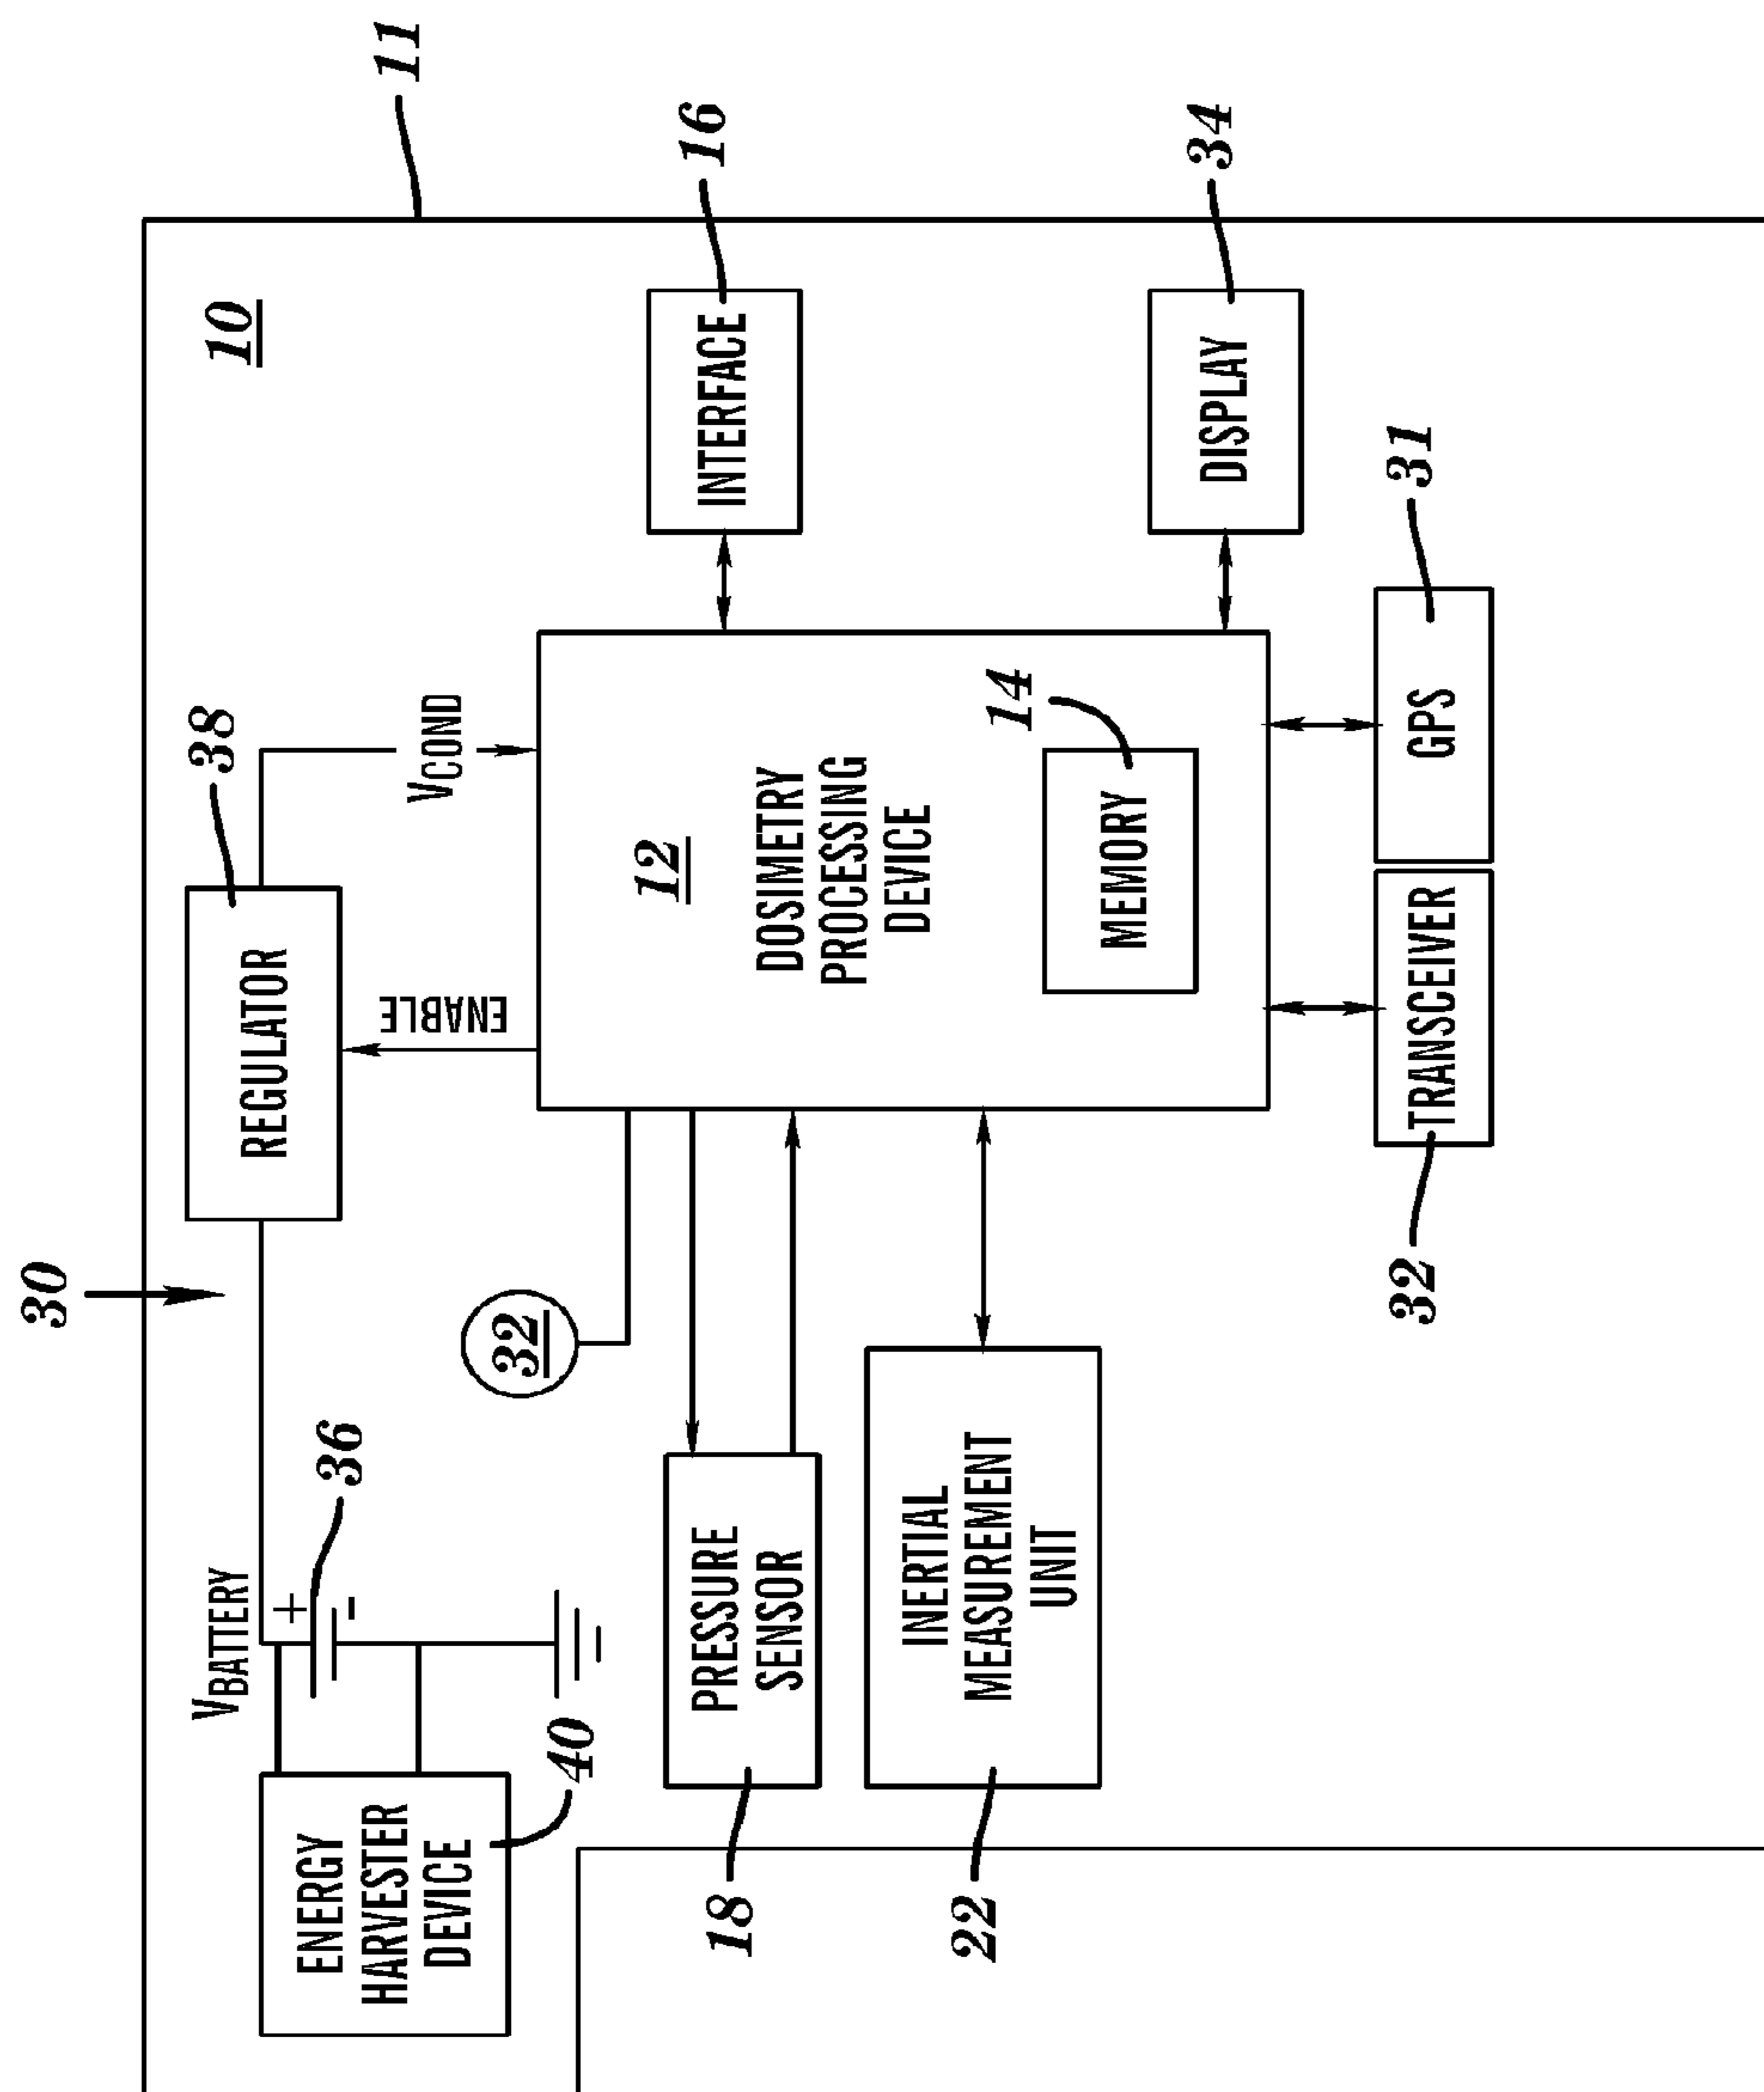 30
10
11
VBATTERY
+
-
36
REGULATOR
38
ENERGY
HARVESTER
DEVICE
40
ENABLE
VCOND
32
12
DOSIMETRY
PROCESSING
DEVICE
14
MEMORY
INTERFACE
16
PRESSURE
SENSOR
18
INERTIAL
MEASUREMENT
UNIT
22
DISPLAY
34
TRANSCEIVER
32
GPS
31